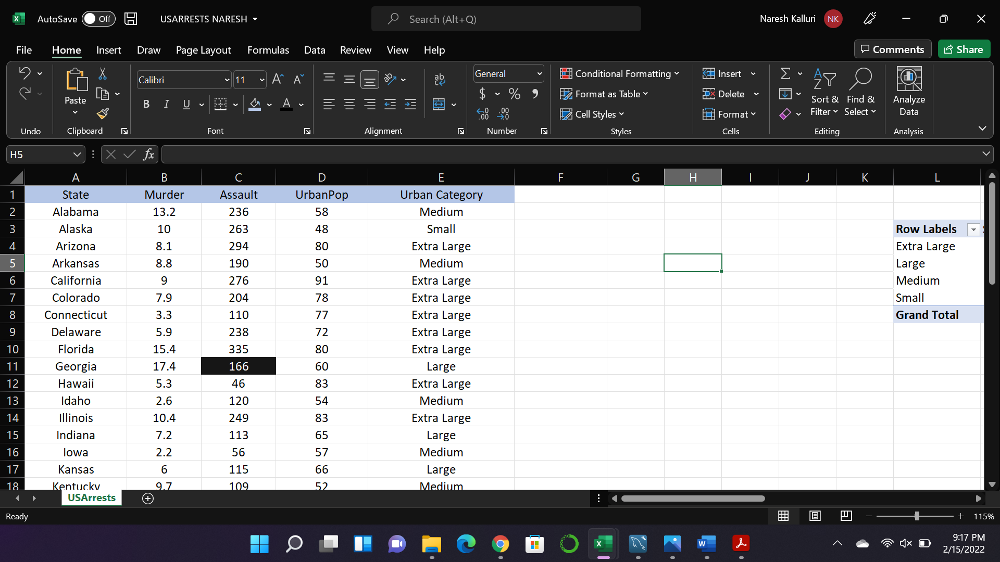 AutoSave Off USARRESTS NARESH Search (Alt+Q) Naresh Kalluri NK
File Home Insert Draw Page Layout Formulas Data Review View Help Comments Share
Paste Calibri 11 General Conditional Formatting Format as Table Cell Styles Insert Delete Format Sort & Filter Find & Select Analyze Data
Undo Clipboard Font Alignment Number Styles Cells Editing Analysis
H5 fx
A B C D E F G H I J K L
1 State Murder Assault UrbanPop Urban Category
2 Alabama 13.2 236 58 Medium
3 Alaska 10 263 48 Small Row Labels
4 Arizona 8.1 294 80 Extra Large Extra Large
5 Arkansas 8.8 190 50 Medium Large
6 California 9 276 91 Extra Large Medium
7 Colorado 7.9 204 78 Extra Large Small
8 Connecticut 3.3 110 77 Extra Large Grand Total
9 Delaware 5.9 238 72 Extra Large
10 Florida 15.4 335 80 Extra Large
11 Georgia 17.4 166 60 Large
12 Hawaii 5.3 46 83 Extra Large
13 Idaho 2.6 120 54 Medium
14 Illinois 10.4 249 83 Extra Large
15 Indiana 7.2 113 65 Large
16 Iowa 2.2 56 57 Medium
17 Kansas 6 115 66 Large
18 Kentucky 9.7 109 52 Medium
USArrests
Ready 115%
9:17 PM
2/15/2022